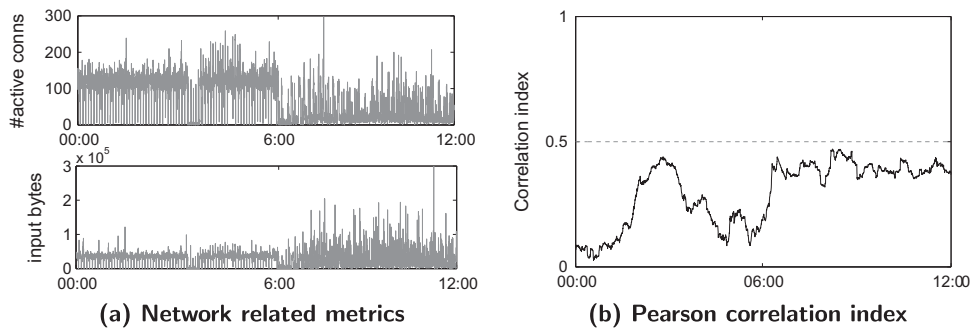 300
200
100
0
#active conns
00:00 6:00 12:00
x 10^5
3
2
1
0
input bytes
00:00 6:00 12:00
(a) Network related metrics
1
0.5
0
Correlation index
00:00 06:00 12:00
(b) Pearson correlation index